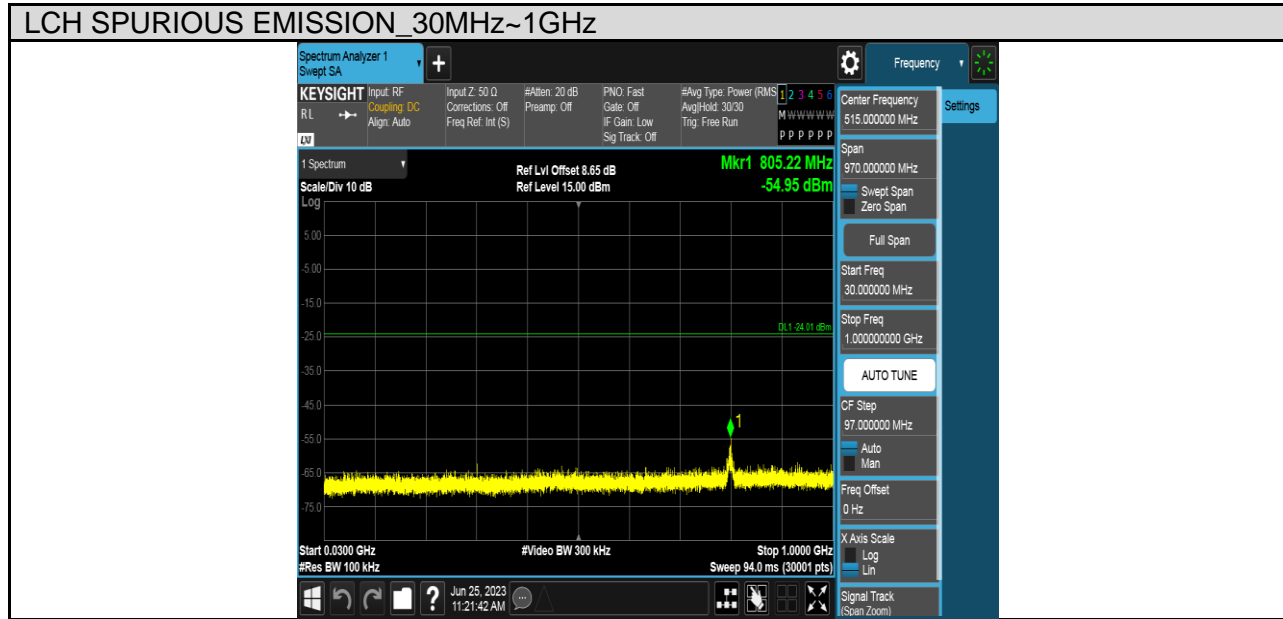 LCH SPURIOUS EMISSION_30MHz~1GHz
Spectrum Analyzer 1
Swept SA
+
Frequency
KEYSIGHT
RL
LXI
Input: RF
Coupling: DC
Align: Auto
Input Z: 50 Ω
Corrections: Off
Freq Ref: Int (S)
#Atten: 20 dB
Preamp: Off
PNO: Fast
Gate: Off
IF Gain: Low
Sig Track: Off
#Avg Type: Power (RMS
Avg|Hold: 30/30
Trig: Free Run
1 2 3 4 5 6
M W W W W W
P P P P P P
1 Spectrum
Scale/Div 10 dB
Log
Ref Lvl Offset 8.65 dB
Ref Level 15.00 dBm
Mkr1 805.22 MHz
-54.95 dBm
5.00
-5.00
-15.0
-25.0
-35.0
-45.0
-55.0
-65.0
-75.0
DL1 -24.01 dBm
1
Start 0.0300 GHz
#Res BW 100 kHz
#Video BW 300 kHz
Stop 1.0000 GHz
Sweep 94.0 ms (30001 pts)
?
Jun 25, 2023
11:21:42 AM
Center Frequency
515.000000 MHz
Settings
Span
970.000000 MHz
Swept Span
Zero Span
Full Span
Start Freq
30.000000 MHz
Stop Freq
1.000000000 GHz
AUTO TUNE
CF Step
97.000000 MHz
Auto
Man
Freq Offset
0 Hz
X Axis Scale
Log
Lin
Signal Track
(Span Zoom)